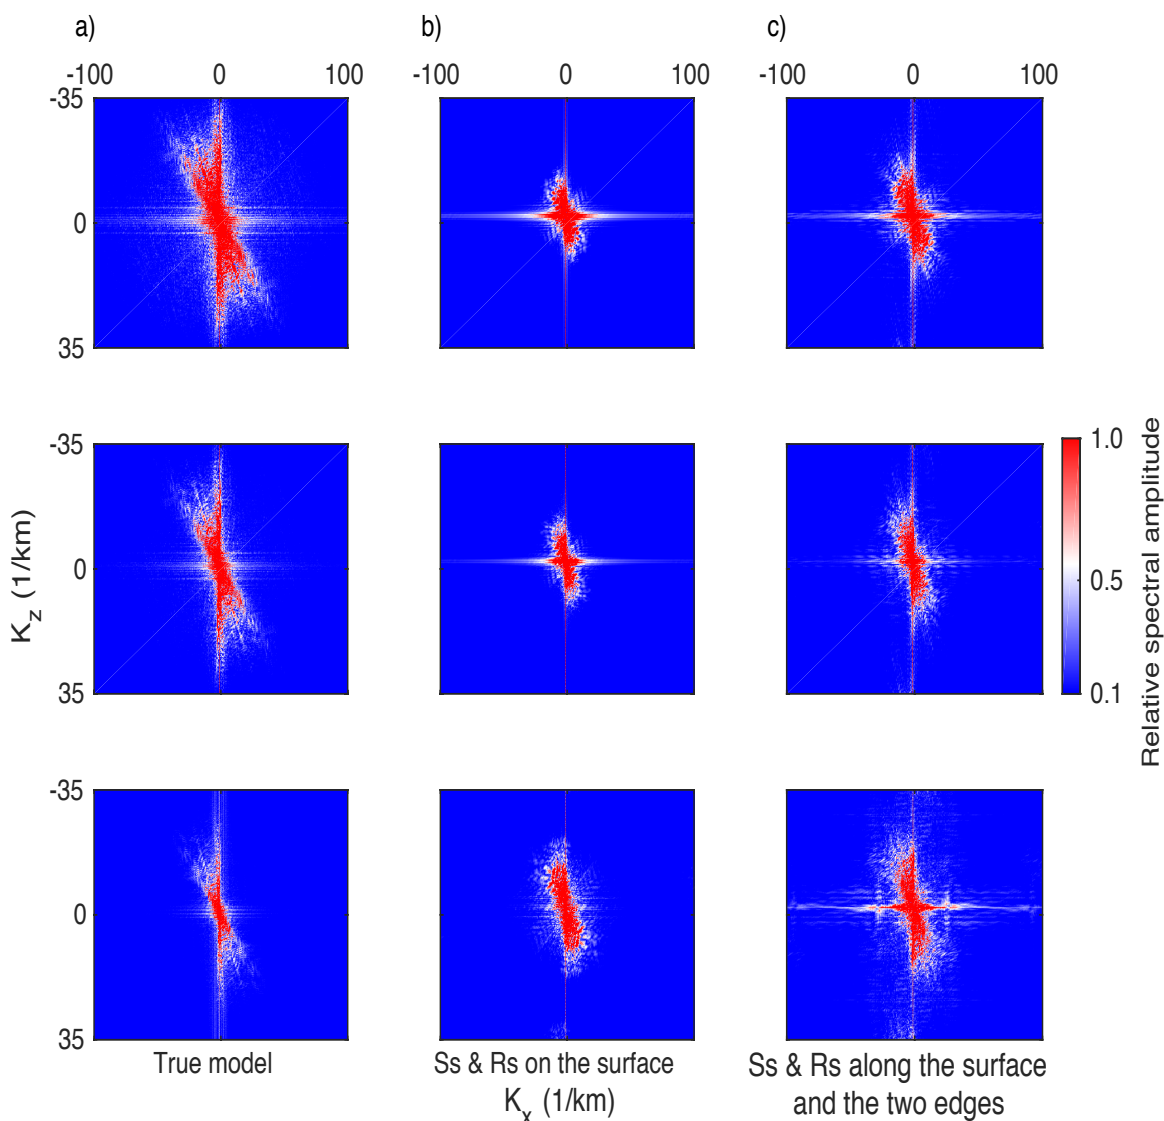 a)
b)
c)
-100 0 100
-100 0 100
-100 0 100
-35
0
35
-35
0
35
-35
0
35
K_z (1/km)
1.0
0.5
0.1
Relative spectral amplitude
True model
Ss & Rs on the surface
K_x (1/km)
Ss & Rs along the surface
and the two edges